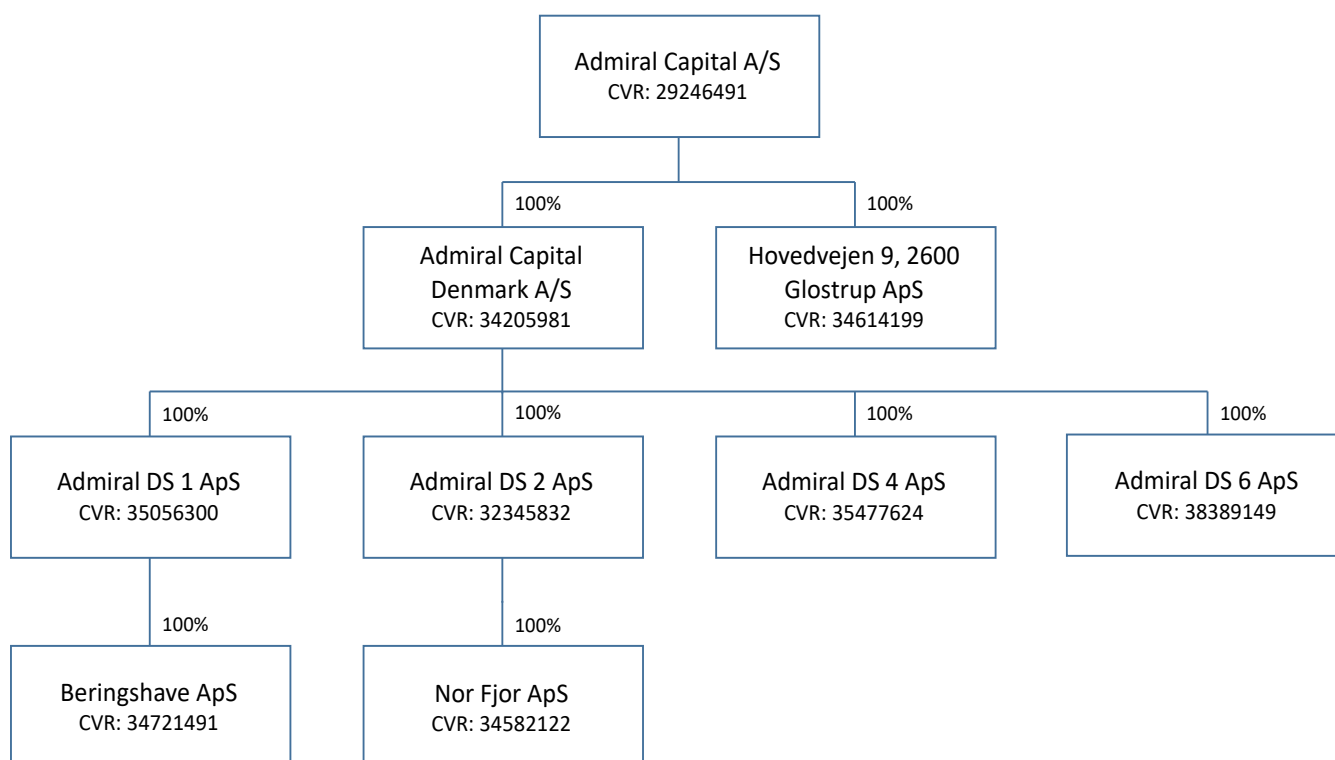 Admiral Capital A/S
CVR: 29246491
100%
100%
Admiral Capital
Denmark A/S
CVR: 34205981
Hovedvejen 9, 2600
Glostrup ApS
CVR: 34614199
100%
100%
100%
100%
Admiral DS 1 ApS
CVR: 35056300
Admiral DS 2 ApS
CVR: 32345832
Admiral DS 4 ApS
CVR: 35477624
Admiral DS 6 ApS
CVR: 38389149
100%
100%
Beringshave ApS
CVR: 34721491
Nor Fjor ApS
CVR: 34582122